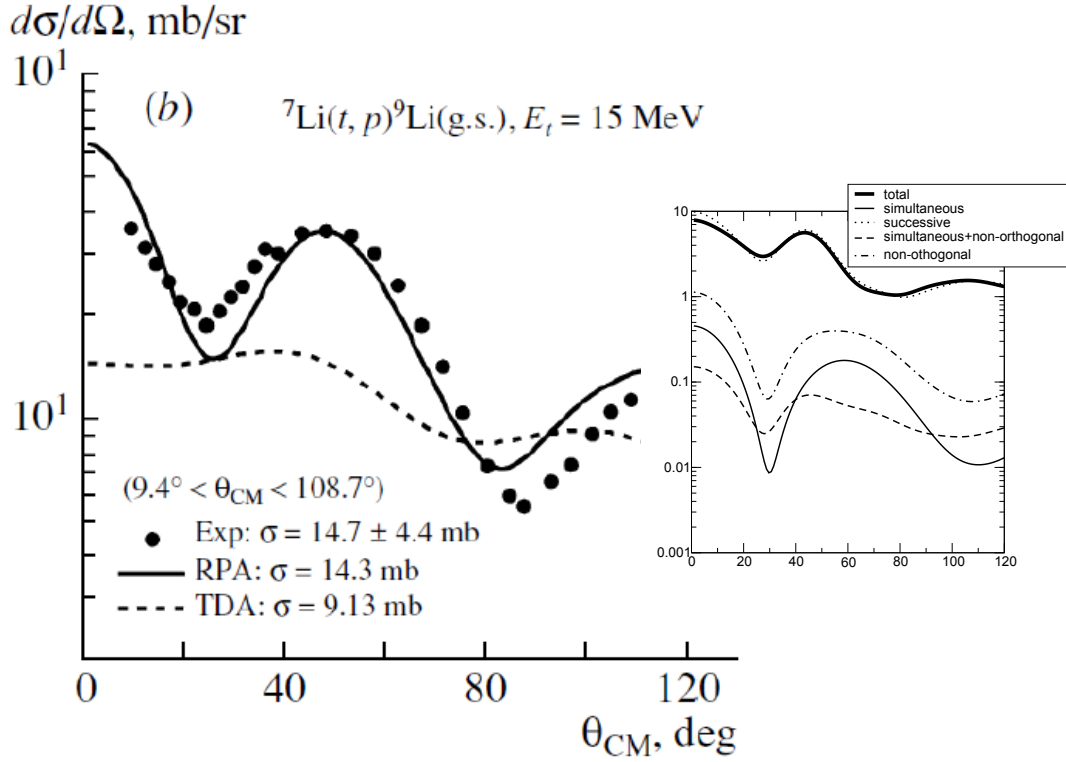 dσ/dΩ, mb/sr
10¹
(b)
⁷Li(t, p)⁹Li(g.s.), Eₜ = 15 MeV
10¹
(9.4° < θCM < 108.7°)
Exp: σ = 14.7 ± 4.4 mb
RPA: σ = 14.3 mb
TDA: σ = 9.13 mb
0 40 80 120
θCM, deg
total
simultaneous
successive
simultaneous+non-orthogonal
non-othogonal
10
1
0.1
0.01
0.001
0 20 40 60 80 100 120